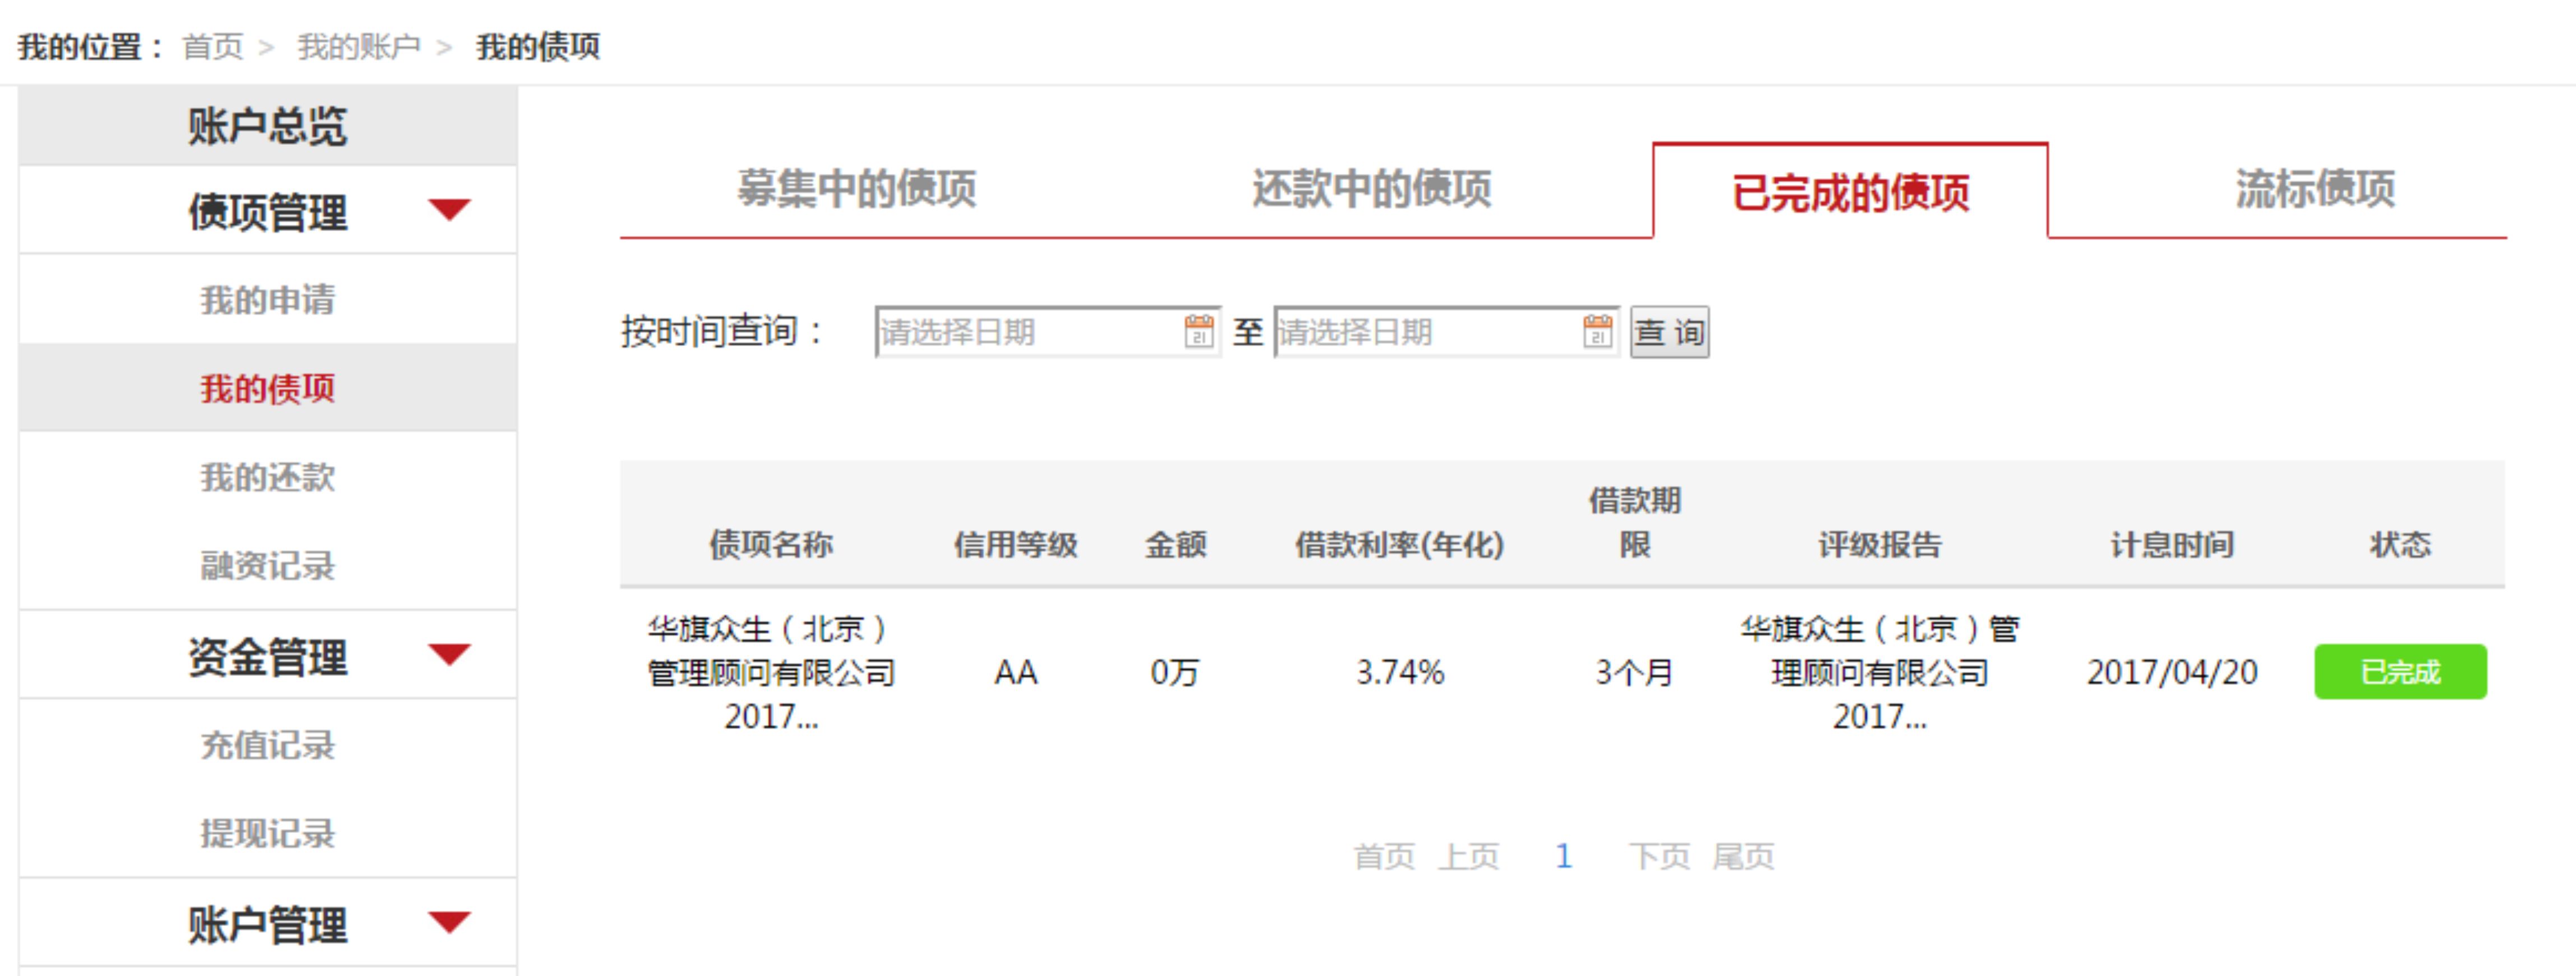 我的位置： 首页 > 我的账户 > 我的债项
账户总览
债项管理
我的申请
我的债项
我的还款
融资记录
资金管理
充值记录
提现记录
账户管理
募集中的债项 还款中的债项 已完成的债项 流标债项
按时间查询： 请选择日期 21 至 请选择日期 21 查 询
债项名称 信用等级 金额 借款利率(年化) 借款期
限 评级报告 计息时间 状态
华旗众生（北京）
管理顾问有限公司
2017...
AA 0万 3.74% 3个月
华旗众生（北京）管
理顾问有限公司
2017...
2017/04/20 已完成
首页 上页 1 下页 尾页